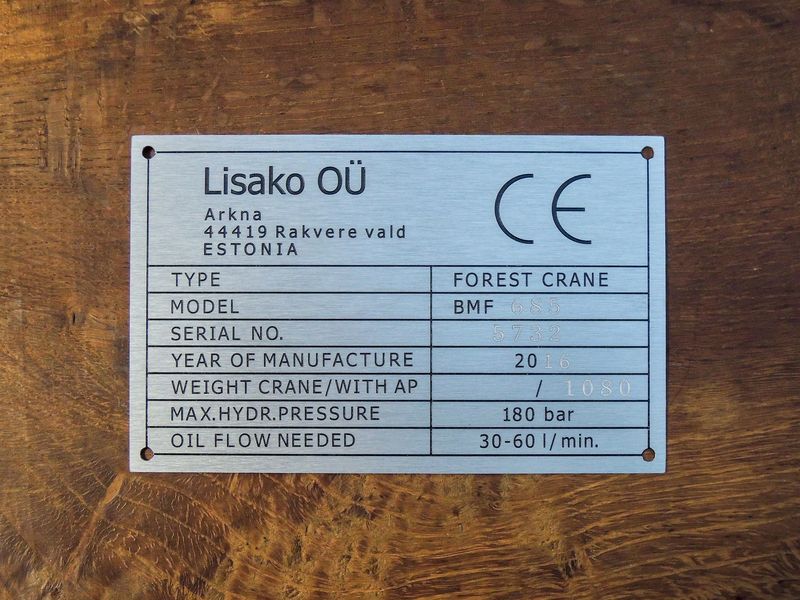 Lisako OÜ
Arkna
44419 Rakvere vald
ESTONIA
CE
TYPE FOREST CRANE
MODEL BMF 685
SERIAL NO. 5732
YEAR OF MANUFACTURE 2016
WEIGHT CRANE/WITH AP / 1080
MAX.HYDR.PRESSURE 180 bar
OIL FLOW NEEDED 30-60 l/min.